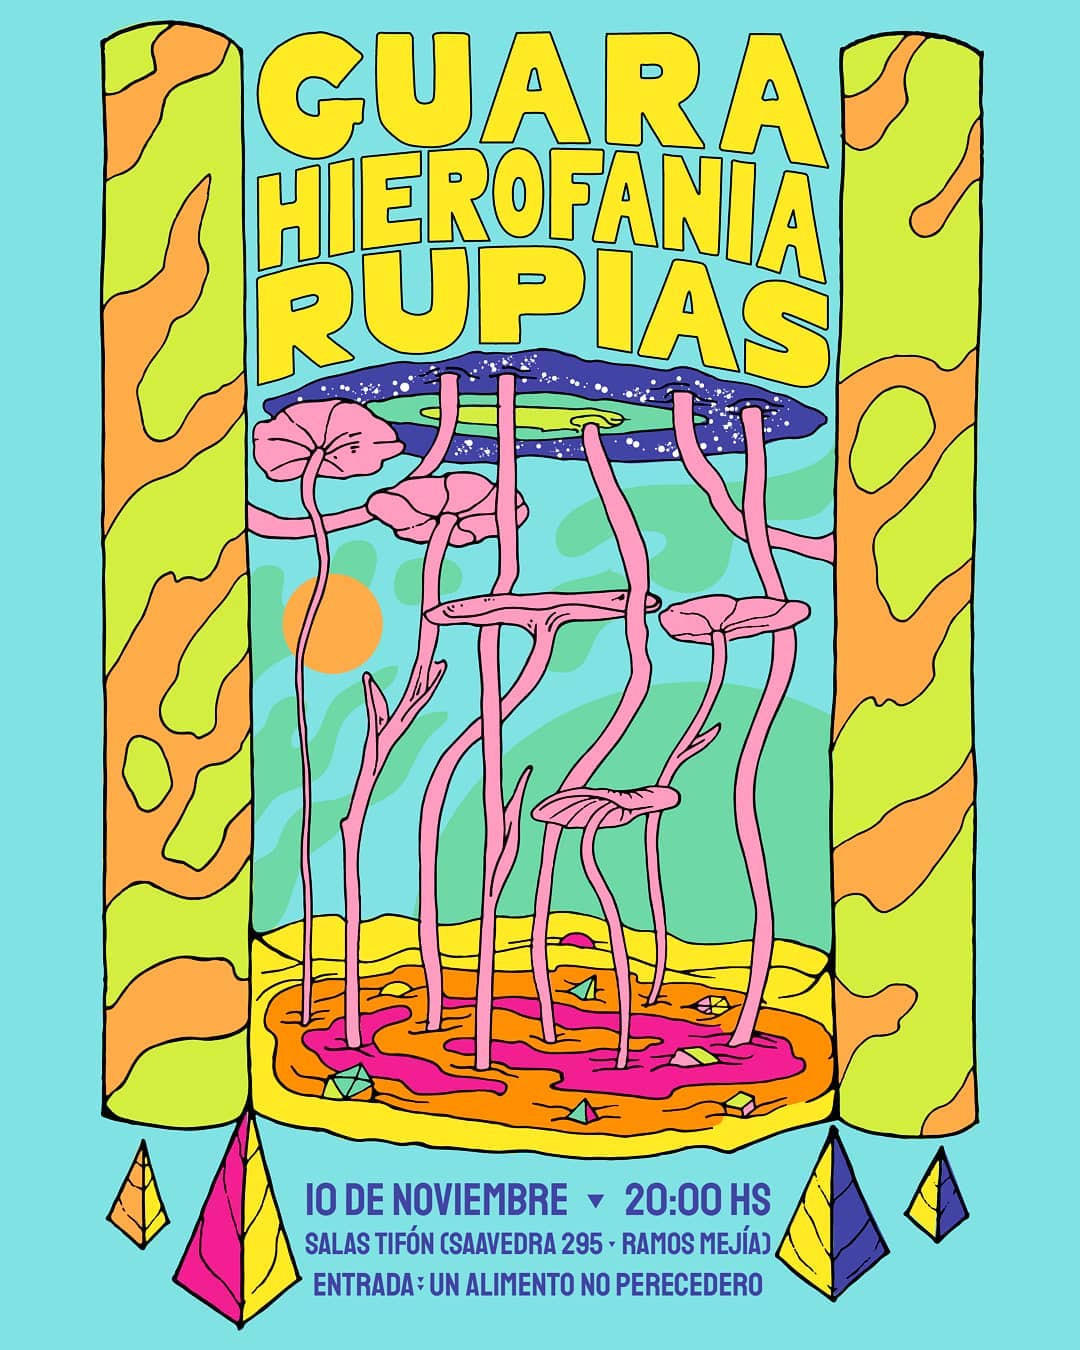 GUARA
HIEROFANIA
RUPIAS
10 DE NOVIEMBRE ▼ 20:00 HS
SALAS TIFÓN (SAAVEDRA 295 ▾ RAMOS MEJÍA)
ENTRADA: UN ALIMENTO NO PERECEDERO